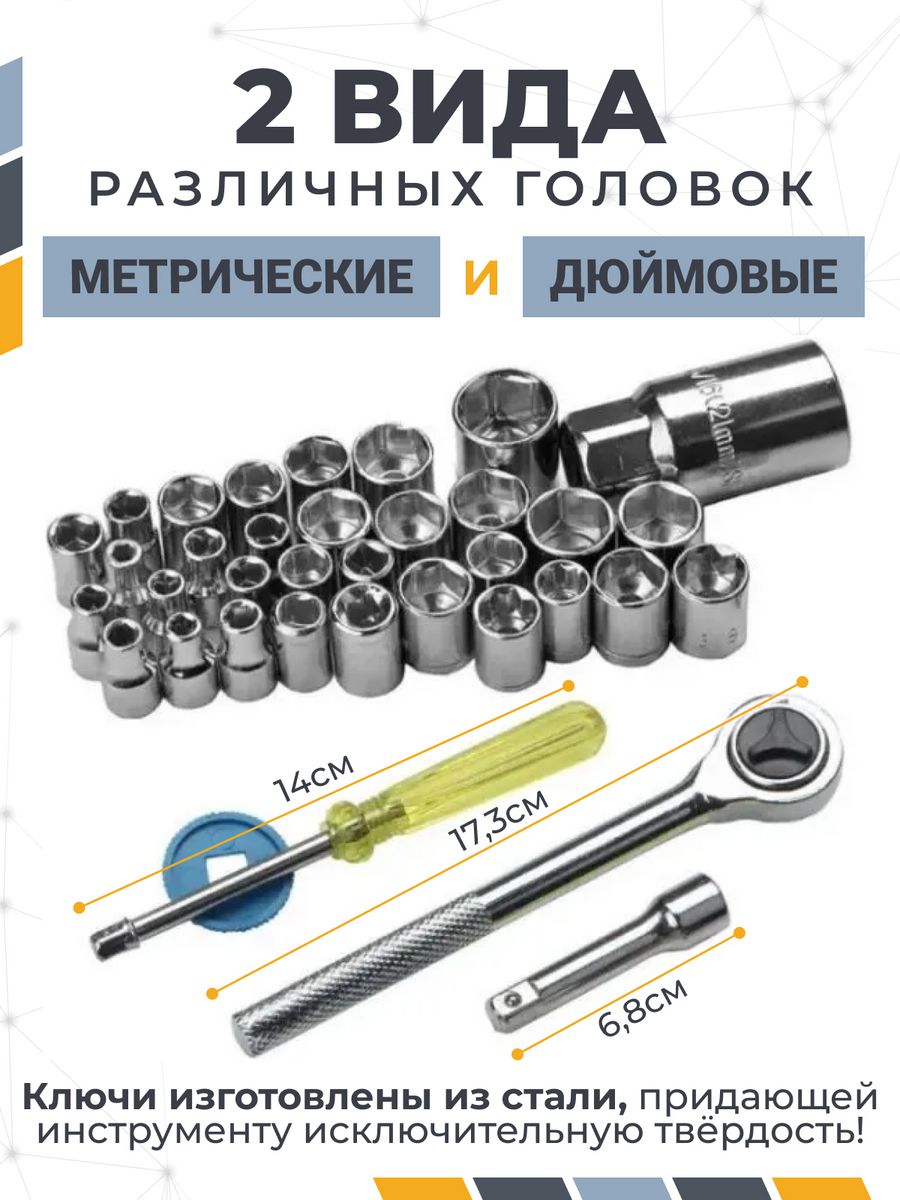 2 ВИДА
РАЗЛИЧНЫХ ГОЛОВОК
МЕТРИЧЕСКИЕ И ДЮЙМОВЫЕ
14см
17,3см
6,8см
Ключи изготовлены из стали, придающей
инструменту исключительную твёрдость!